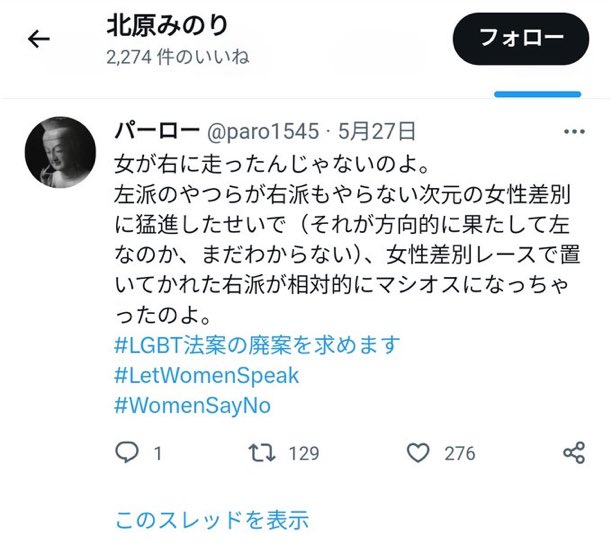 北原みのり
フォロー
2,274 件のいいね
パーロー @paro1545 · 5月27日
女が右に走ったんじゃないのよ。
左派のやつらが右派もやらない次元の女性差別
に猛進したせいで（それが方向的に果たして左
なのか、まだわからない）、女性差別レースで置
いてかれた右派が相対的にマシオスになっちゃ
ったのよ。
#LGBT法案の廃案を求めます
#LetWomenSpeak
#WomenSayNo
1 129 276
このスレッドを表示